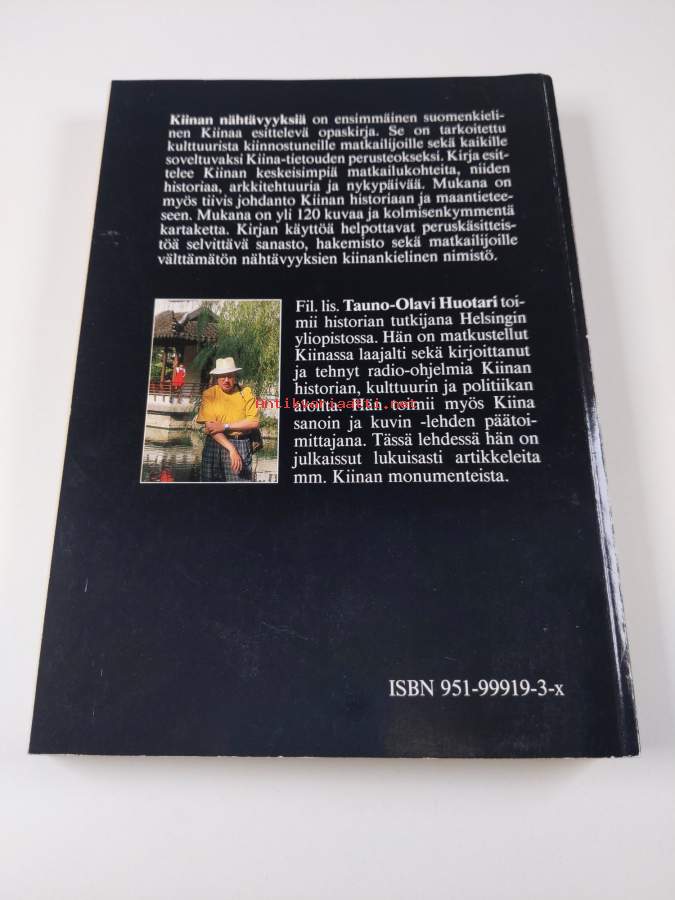 Kiinan nähtävyyksiä on ensimmäinen suomenkieli-
nen Kiinaa esittelevä opaskirja. Se on tarkoitettu
kulttuurista kiinnostuneille matkailijoille sekä kaikille
soveltuvaksi Kiina-tietouden perusteokseksi. Kirja esit-
telee Kiinan keskeisimpiä matkailukohteita, niiden
historiaa, arkkitehtuuria ja nykypäivää. Mukana on
myös tiivis johdanto Kiinan historiaan ja maantietee-
seen. Mukana on yli 120 kuvaa ja kolmisenkymmentä
kartaketta. Kirjan käyttöä helpottavat peruskäsitteis-
töä selvittävä sanasto, hakemisto sekä matkailijoille
välttämätön nähtävyyksien kiinankielinen nimistö.
Fil. lis. Tauno-Olavi Huotari toi-
mii historian tutkijana Helsingin
yliopistossa. Hän on matkustellut
Kiinassa laajalti sekä kirjoittanut
ja tehnyt radio-ohjelmia Kiinan
historian, kulttuurin ja politiikan
aloilta. Hän toimii myös Kiina
sanoin ja kuvin -lehden päätoi-
mittajana. Tässä lehdessä hän on
julkaissut lukuisasti artikkeleita
mm. Kiinan monumenteista.
Antikvariaatti.net
ISBN 951-99919-3-x